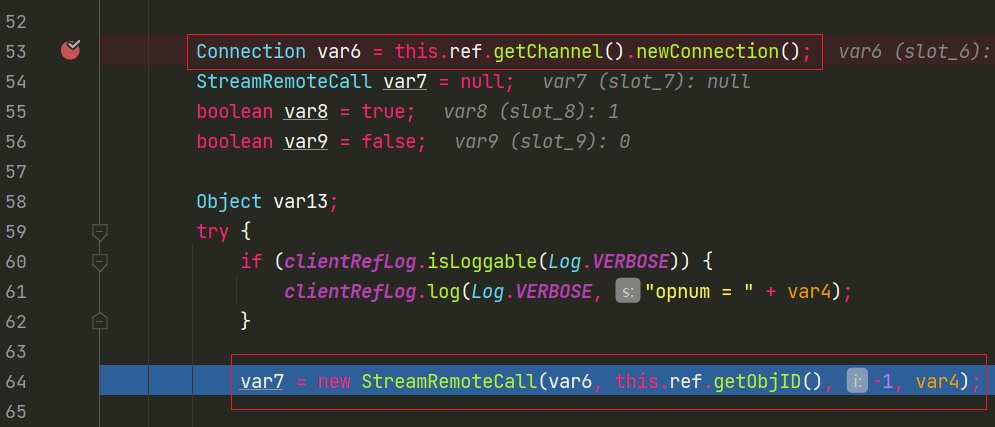 52
53 Connection var6 = this.ref.getChannel().newConnection(); var6 (slot_6):
54 StreamRemoteCall var7 = null; var7 (slot_7): null
55 boolean var8 = true; var8 (slot_8): 1
56 boolean var9 = false; var9 (slot_9): 0
57
58 Object var13;
59 try {
60 if (clientRefLog.isLoggable(Log.VERBOSE)) {
61 clientRefLog.log(Log.VERBOSE, s: "opnum = " + var4);
62 }
63
64 var7 = new StreamRemoteCall(var6, this.ref.getObjID(), i: -1, var4);
65